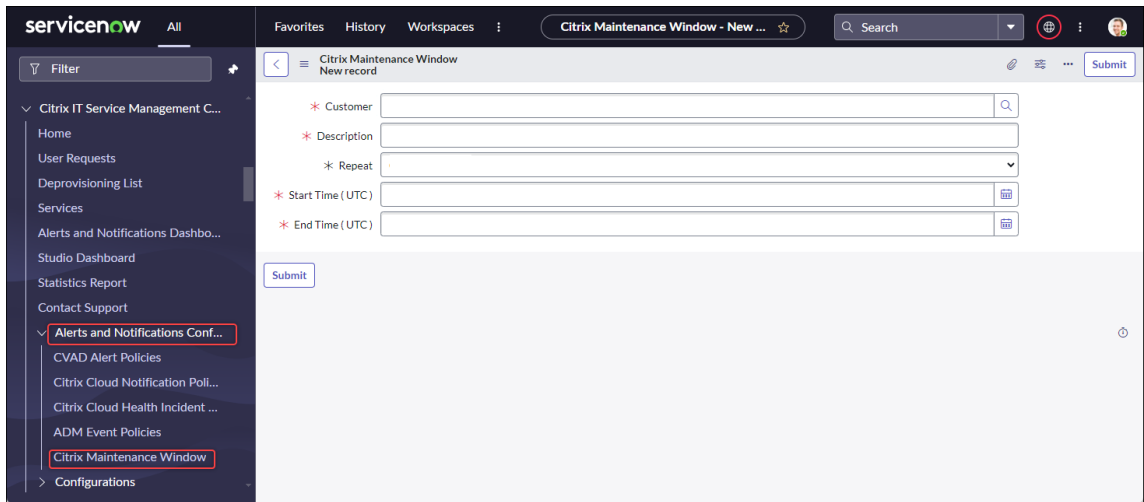 servicenow
All
Favorites
History
Workspaces
Citrix Maintenance Window - New ...
Search
Filter
Citrix IT Service Management C...
Home
User Requests
Deprovisioning List
Services
Alerts and Notifications Dashbo...
Studio Dashboard
Statistics Report
Contact Support
Alerts and Notifications Conf...
CVAD Alert Policies
Citrix Cloud Notification Poli...
Citrix Cloud Health Incident ...
ADM Event Policies
Citrix Maintenance Window
Configurations
Citrix Maintenance Window
New record
Submit
Customer
Description
Repeat
Start Time ( UTC )
End Time ( UTC )
Submit